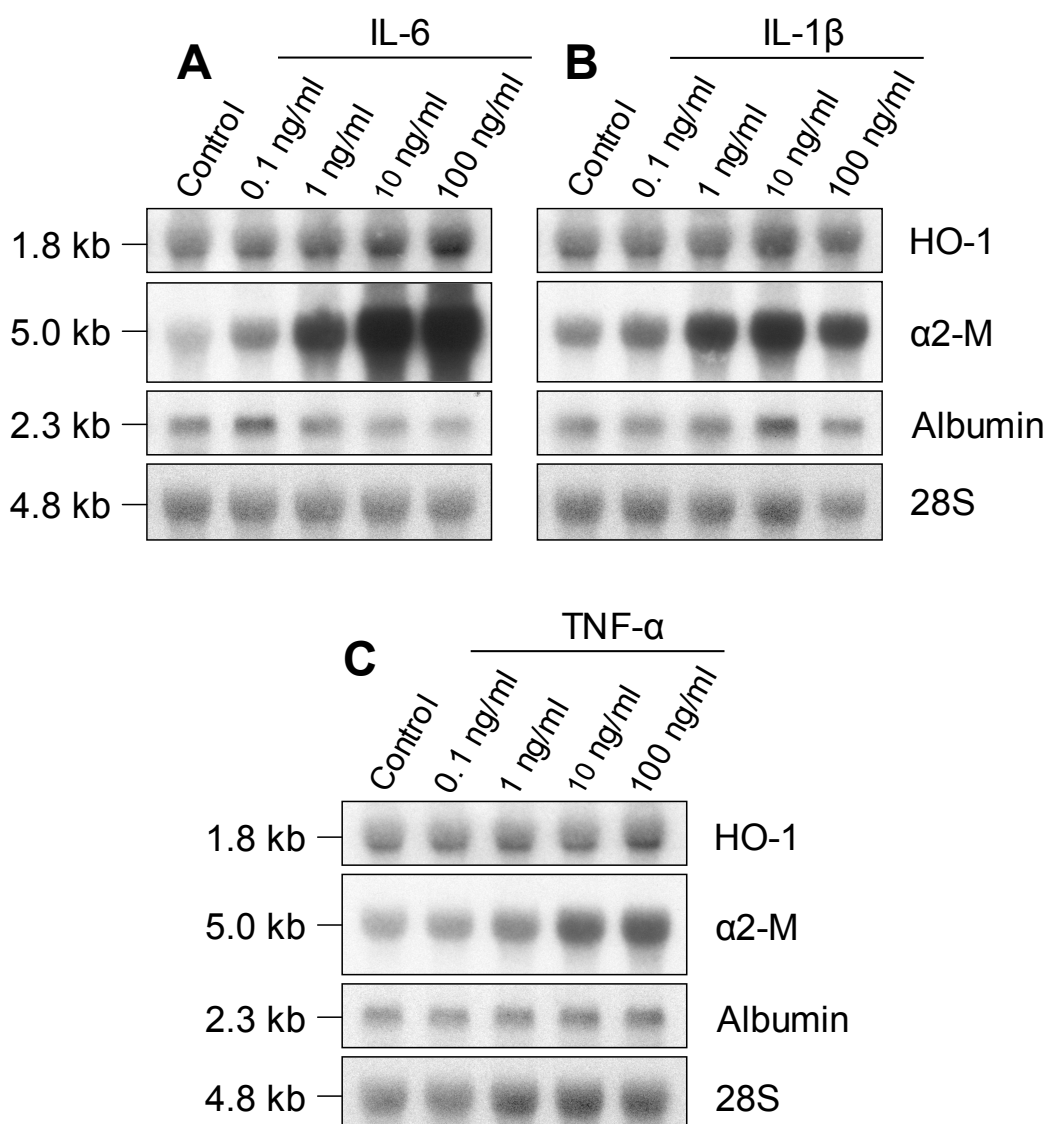 A
IL-6
Control
0.1 ng/ml
1 ng/ml
10 ng/ml
100 ng/ml
B
IL-1β
Control
0.1 ng/ml
1 ng/ml
10 ng/ml
100 ng/ml
1.8 kb
HO-1
5.0 kb
α2-M
2.3 kb
Albumin
4.8 kb
28S
C
TNF-α
Control
0.1 ng/ml
1 ng/ml
10 ng/ml
100 ng/ml
1.8 kb
HO-1
5.0 kb
α2-M
2.3 kb
Albumin
4.8 kb
28S